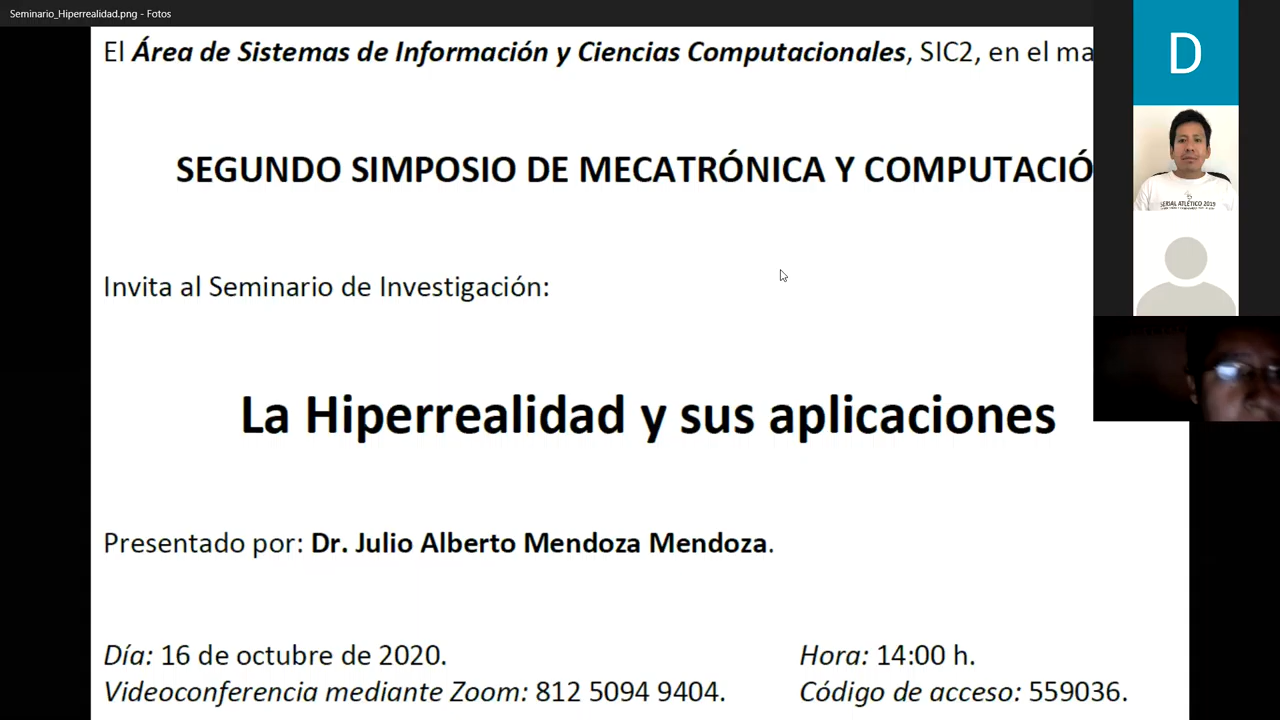 Seminario_Hiperrealidad.png - Fotos
El Área de Sistemas de Información y Ciencias Computacionales, SIC2, en el ma
D
SEGUNDO SIMPOSIO DE MECATRÓNICA Y COMPUTACIÓ
ATLÉTICO 2019
Invita al Seminario de Investigación:
La Hiperrealidad y sus aplicaciones
Presentado por: Dr. Julio Alberto Mendoza Mendoza.
Día: 16 de octubre de 2020. Hora: 14:00 h.
Videoconferencia mediante Zoom: 812 5094 9404. Código de acceso: 559036.